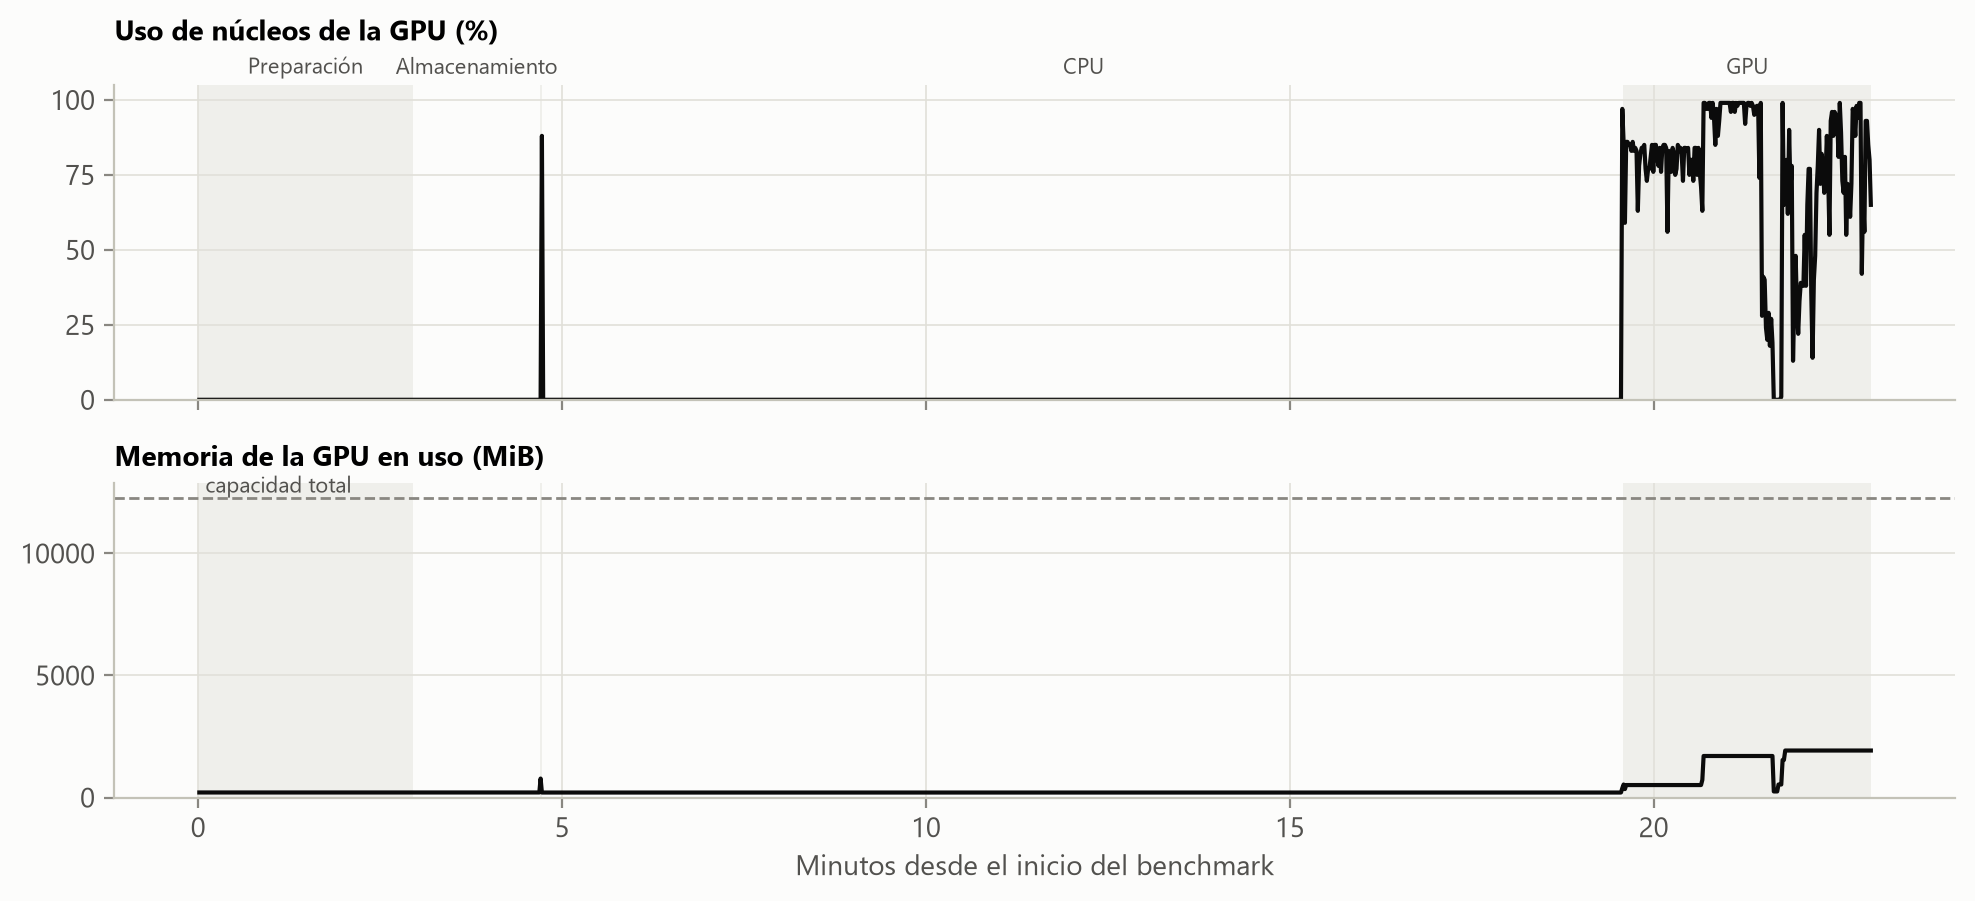 Uso de núcleos de la GPU (%)
Preparación Almacenamiento CPU GPU
100
75
50
25
0
Memoria de la GPU en uso (MiB)
capacidad total
10000
5000
0
0 5 10 15 20
Minutos desde el inicio del benchmark